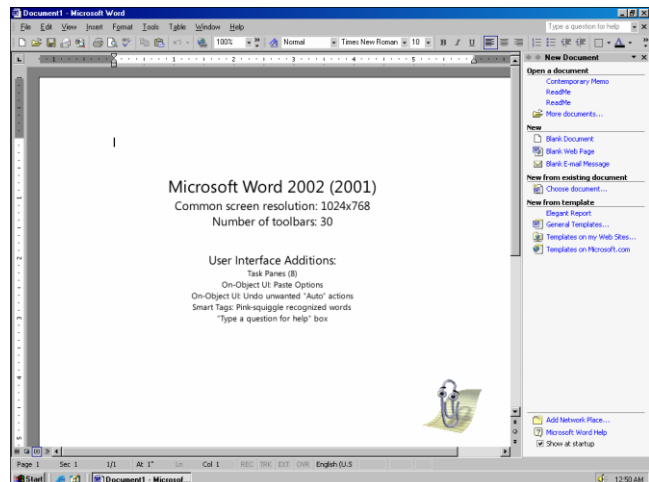 Document1 - Microsoft Word
File Edit View Insert Format Tools Table Window Help
Type a question for help
100% Normal Times New Roman 10 B I U
New Document
Open a document
Contemporary Memo
ReadMe
ReadMe
More documents...
New
Blank Document
Blank Web Page
Blank E-mail Message
New from existing document
Choose document...
New from template
Elegant Report
General Templates...
Templates on my Web Sites...
Templates on Microsoft.com
Microsoft Word 2002 (2001)
Common screen resolution: 1024x768
Number of toolbars: 30
User Interface Additions:
Task Panes (8)
On-Object UI: Paste Options
On-Object UI: Undo unwanted "Auto" actions
Smart Tags: Pink-squiggle recognized words
"Type a question for help" box
Add Network Place...
Microsoft Word Help
Show at startup
Page 1 Sec 1 1/1 At 1" Ln Col 1 REC TRK EXT OVR English (U.S
Start Document1 - Microsof... 12:50 AM